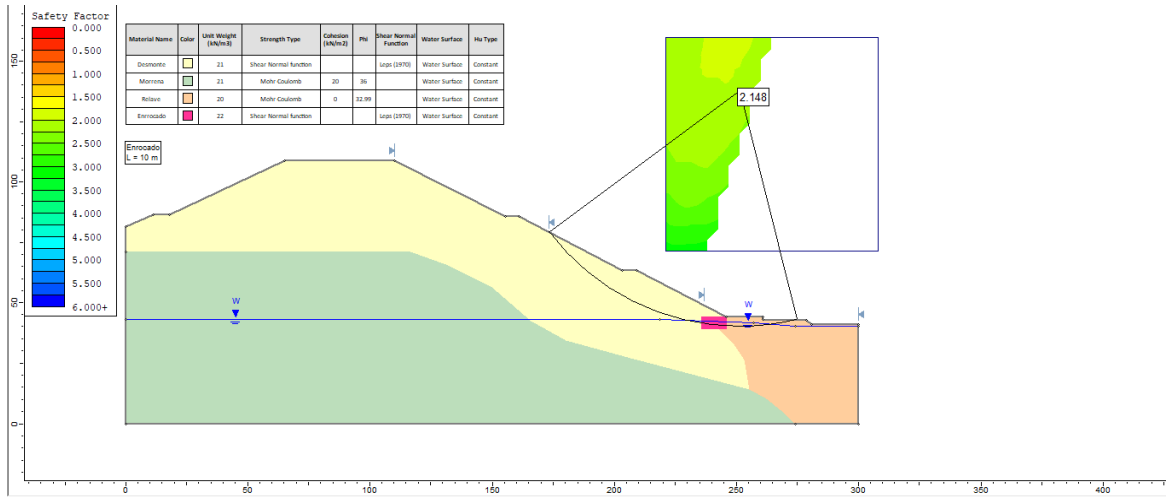 Safety Factor
0.000
0.500
1.000
1.500
2.000
2.500
3.000
3.500
4.000
4.500
5.000
5.500
6.000+
Material Name Color Unit Weight (kN/m3) Strength Type Cohesion (kN/m2) Phi Shear Normal Function Water Surface Hu Type
Desmonte 21 Shear Normal function Leps (1970) Water Surface Constant
Morrena 21 Mohr Coulomb 20 36 Water Surface Constant
Relave 20 Mohr Coulomb 0 32.99 Water Surface Constant
Enrrocado 22 Shear Normal function Leps (1970) Water Surface Constant
Enrocado
L = 10 m
2.148
W
W
150
100
50
0
0 50 100 150 200 250 300 350 400